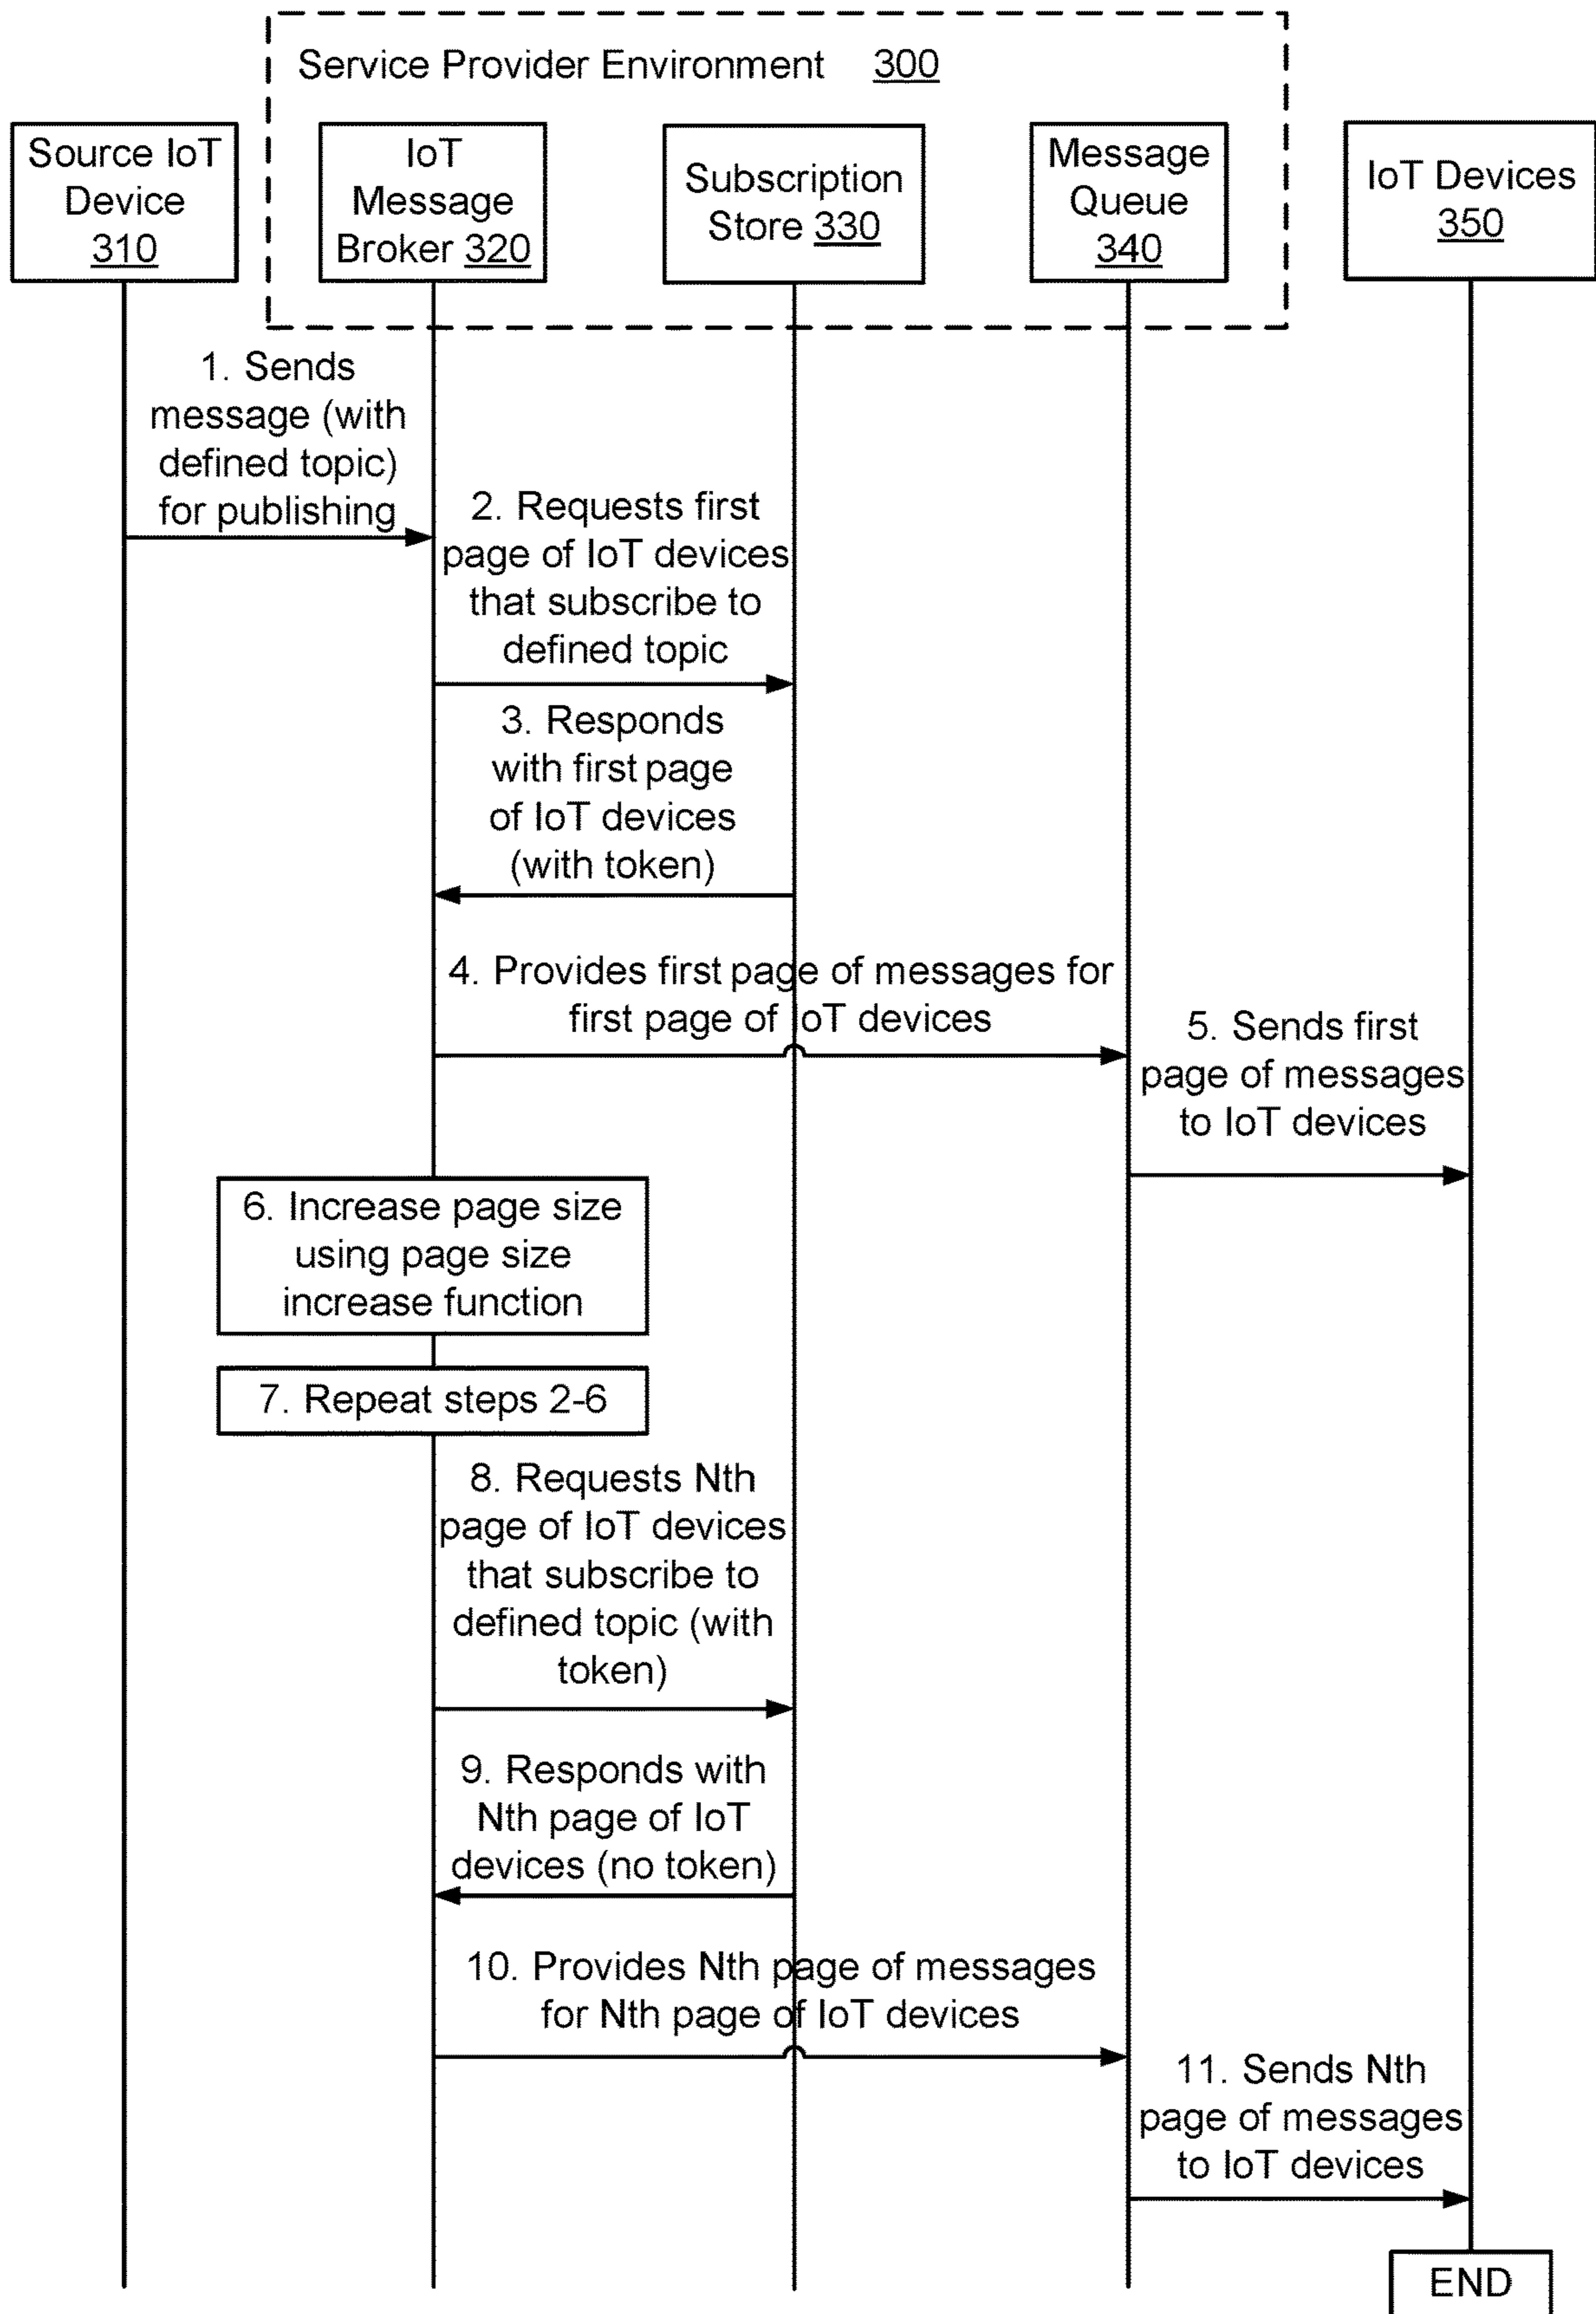 Service Provider Environment 300
Source IoT
Device
310
IoT
Message
Broker 320
Subscription
Store 330
Message
Queue
340
IoT Devices
350
1. Sends
message (with
defined topic)
for publishing
2. Requests first
page of IoT devices
that subscribe to
defined topic
3. Responds
with first page
of IoT devices
(with token)
4. Provides first page of messages for
first page of IoT devices
5. Sends first
page of messages
to IoT devices
6. Increase page size
using page size
increase function
7. Repeat steps 2-6
8. Requests Nth
page of IoT devices
that subscribe to
defined topic (with
token)
9. Responds with
Nth page of IoT
devices (no token)
10. Provides Nth page of messages
for Nth page of IoT devices
11. Sends Nth
page of messages
to IoT devices
END